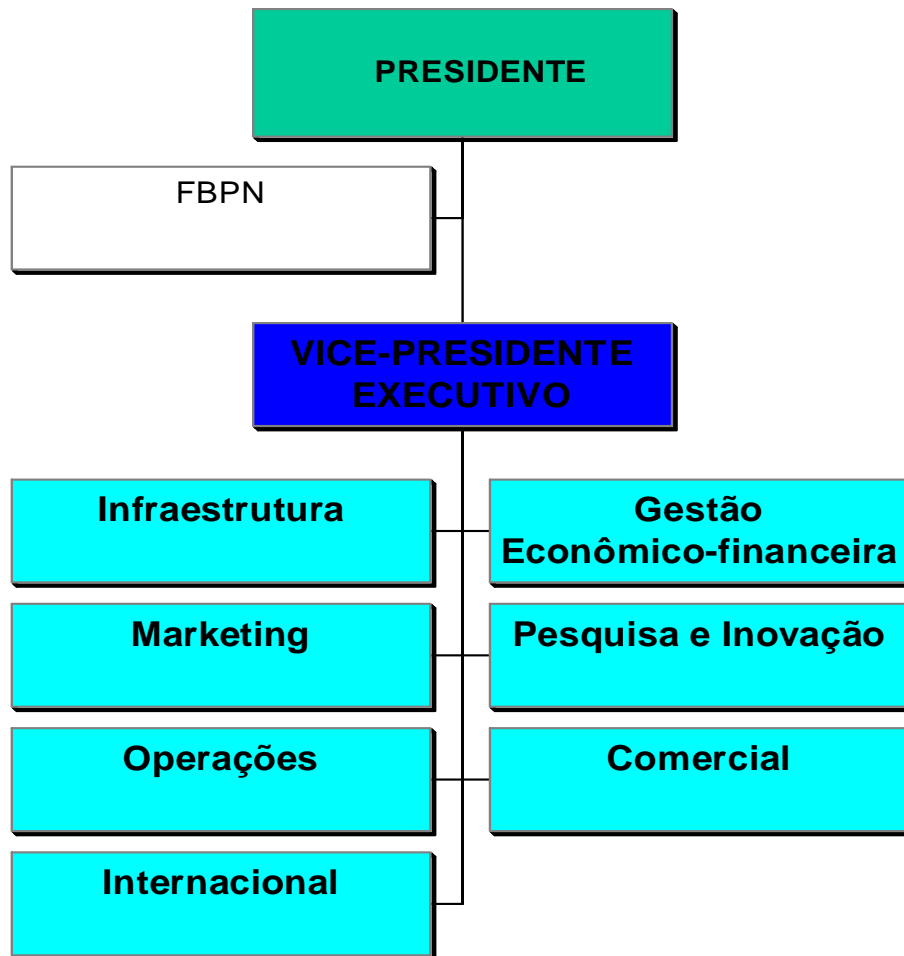 PRESIDENTE
FBPN
VICE-PRESIDENTE
EXECUTIVO
Infraestrutura
Gestão
Econômico-financeira
Marketing
Pesquisa e Inovação
Operações
Comercial
Internacional